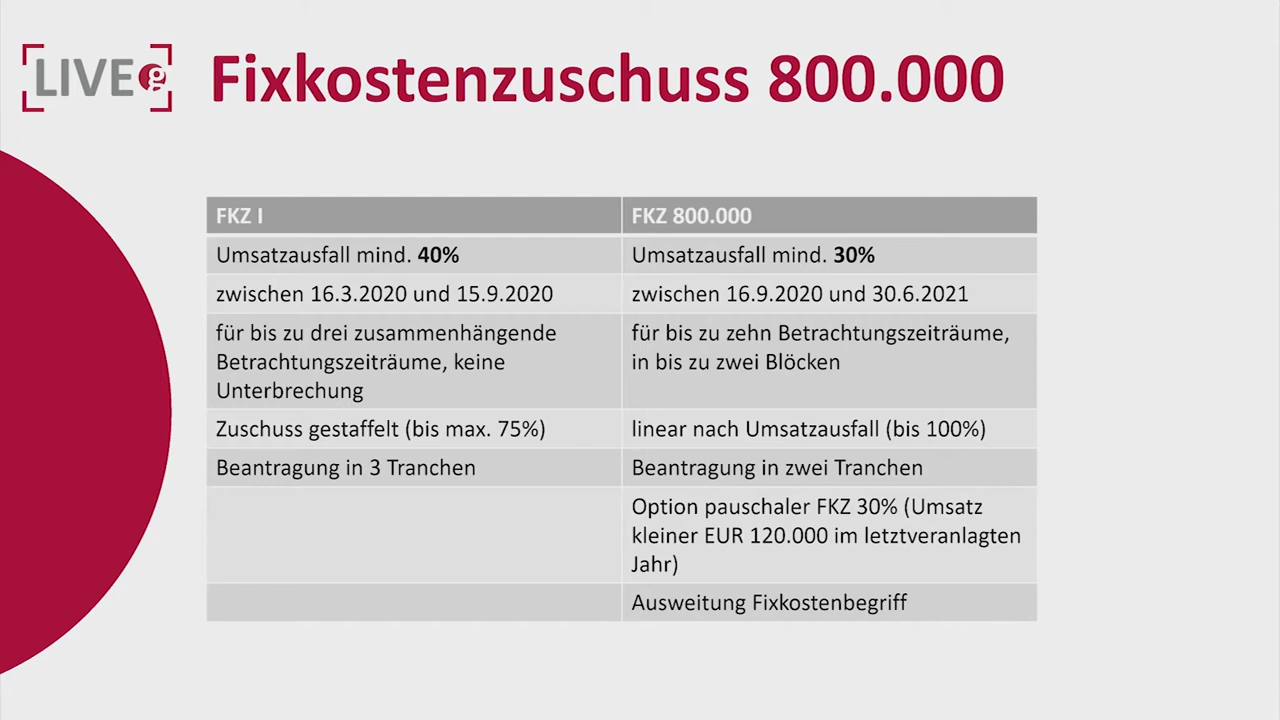 LIVE g
Fixkostenzuschuss 800.000
FKZ I
FKZ 800.000
Umsatzausfall mind. 40%
Umsatzausfall mind. 30%
zwischen 16.3.2020 und 15.9.2020
zwischen 16.9.2020 und 30.6.2021
für bis zu drei zusammenhängende
Betrachtungszeiträume, keine
Unterbrechung
für bis zu zehn Betrachtungszeiträume,
in bis zu zwei Blöcken
Zuschuss gestaffelt (bis max. 75%)
linear nach Umsatzausfall (bis 100%)
Beantragung in 3 Tranchen
Beantragung in zwei Tranchen
Option pauschaler FKZ 30% (Umsatz
kleiner EUR 120.000 im letztveranlagten
Jahr)
Ausweitung Fixkostenbegriff